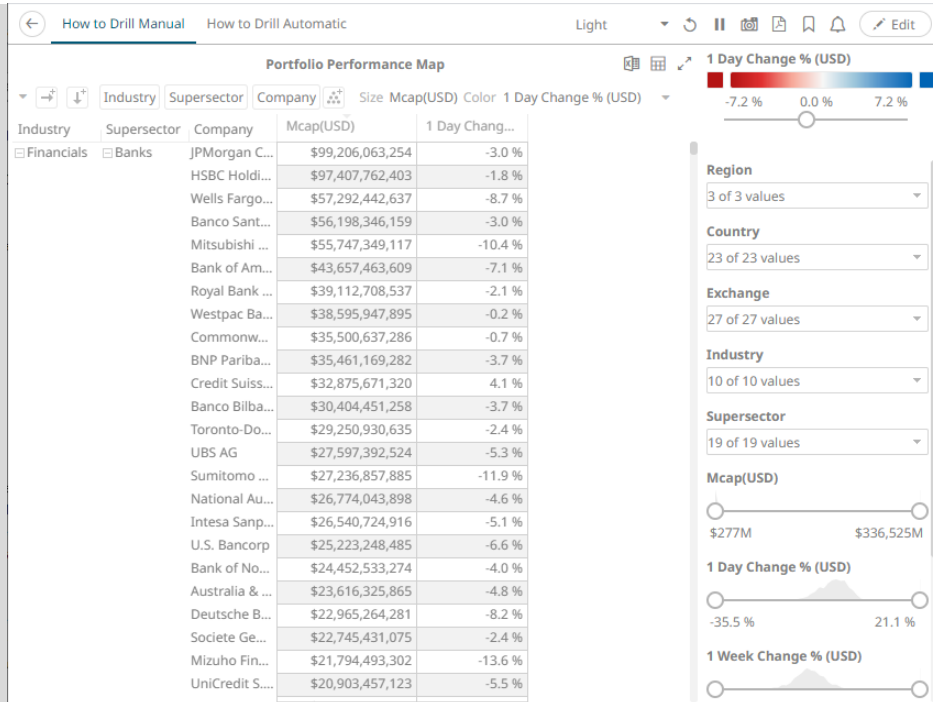 How to Drill Manual How to Drill Automatic Light Edit
Portfolio Performance Map
Industry Supersector Company Size Mcap(USD) Color 1 Day Change % (USD)
Industry Supersector Company Mcap(USD) 1 Day Chang...
Financials Banks JPMorgan C... $99,206,063,254 -3.0 %
HSBC Holdi... $97,407,762,403 -1.8 %
Wells Fargo... $57,292,442,637 -8.7 %
Banco Sant... $56,198,346,159 -3.0 %
Mitsubishi ... $55,747,349,117 -10.4 %
Bank of Am... $43,657,463,609 -7.1 %
Royal Bank ... $39,112,708,537 -2.1 %
Westpac Ba... $38,595,947,895 -0.2 %
Commonw... $35,500,637,286 -0.7 %
BNP Pariba... $35,461,169,282 -3.7 %
Credit Suiss... $32,875,671,320 4.1 %
Banco Bilba... $30,404,451,258 -3.7 %
Toronto-Do... $29,250,930,635 -2.4 %
UBS AG $27,597,392,524 -5.3 %
Sumitomo ... $27,236,857,885 -11.9 %
National Au... $26,774,043,898 -4.6 %
Intesa Sanp... $26,540,724,916 -5.1 %
U.S. Bancorp $25,223,248,485 -6.6 %
Bank of No... $24,452,533,274 -4.0 %
Australia & ... $23,616,325,865 -4.8 %
Deutsche B... $22,965,264,281 -8.2 %
Societe Ge... $22,745,431,075 -2.4 %
Mizuho Fin... $21,794,493,302 -13.6 %
UniCredit S.... $20,903,457,123 -5.5 %
1 Day Change % (USD)
-7.2 % 0.0 % 7.2 %
Region
3 of 3 values
Country
23 of 23 values
Exchange
27 of 27 values
Industry
10 of 10 values
Supersector
19 of 19 values
Mcap(USD)
$277M $336,525M
1 Day Change % (USD)
-35.5 % 21.1 %
1 Week Change % (USD)